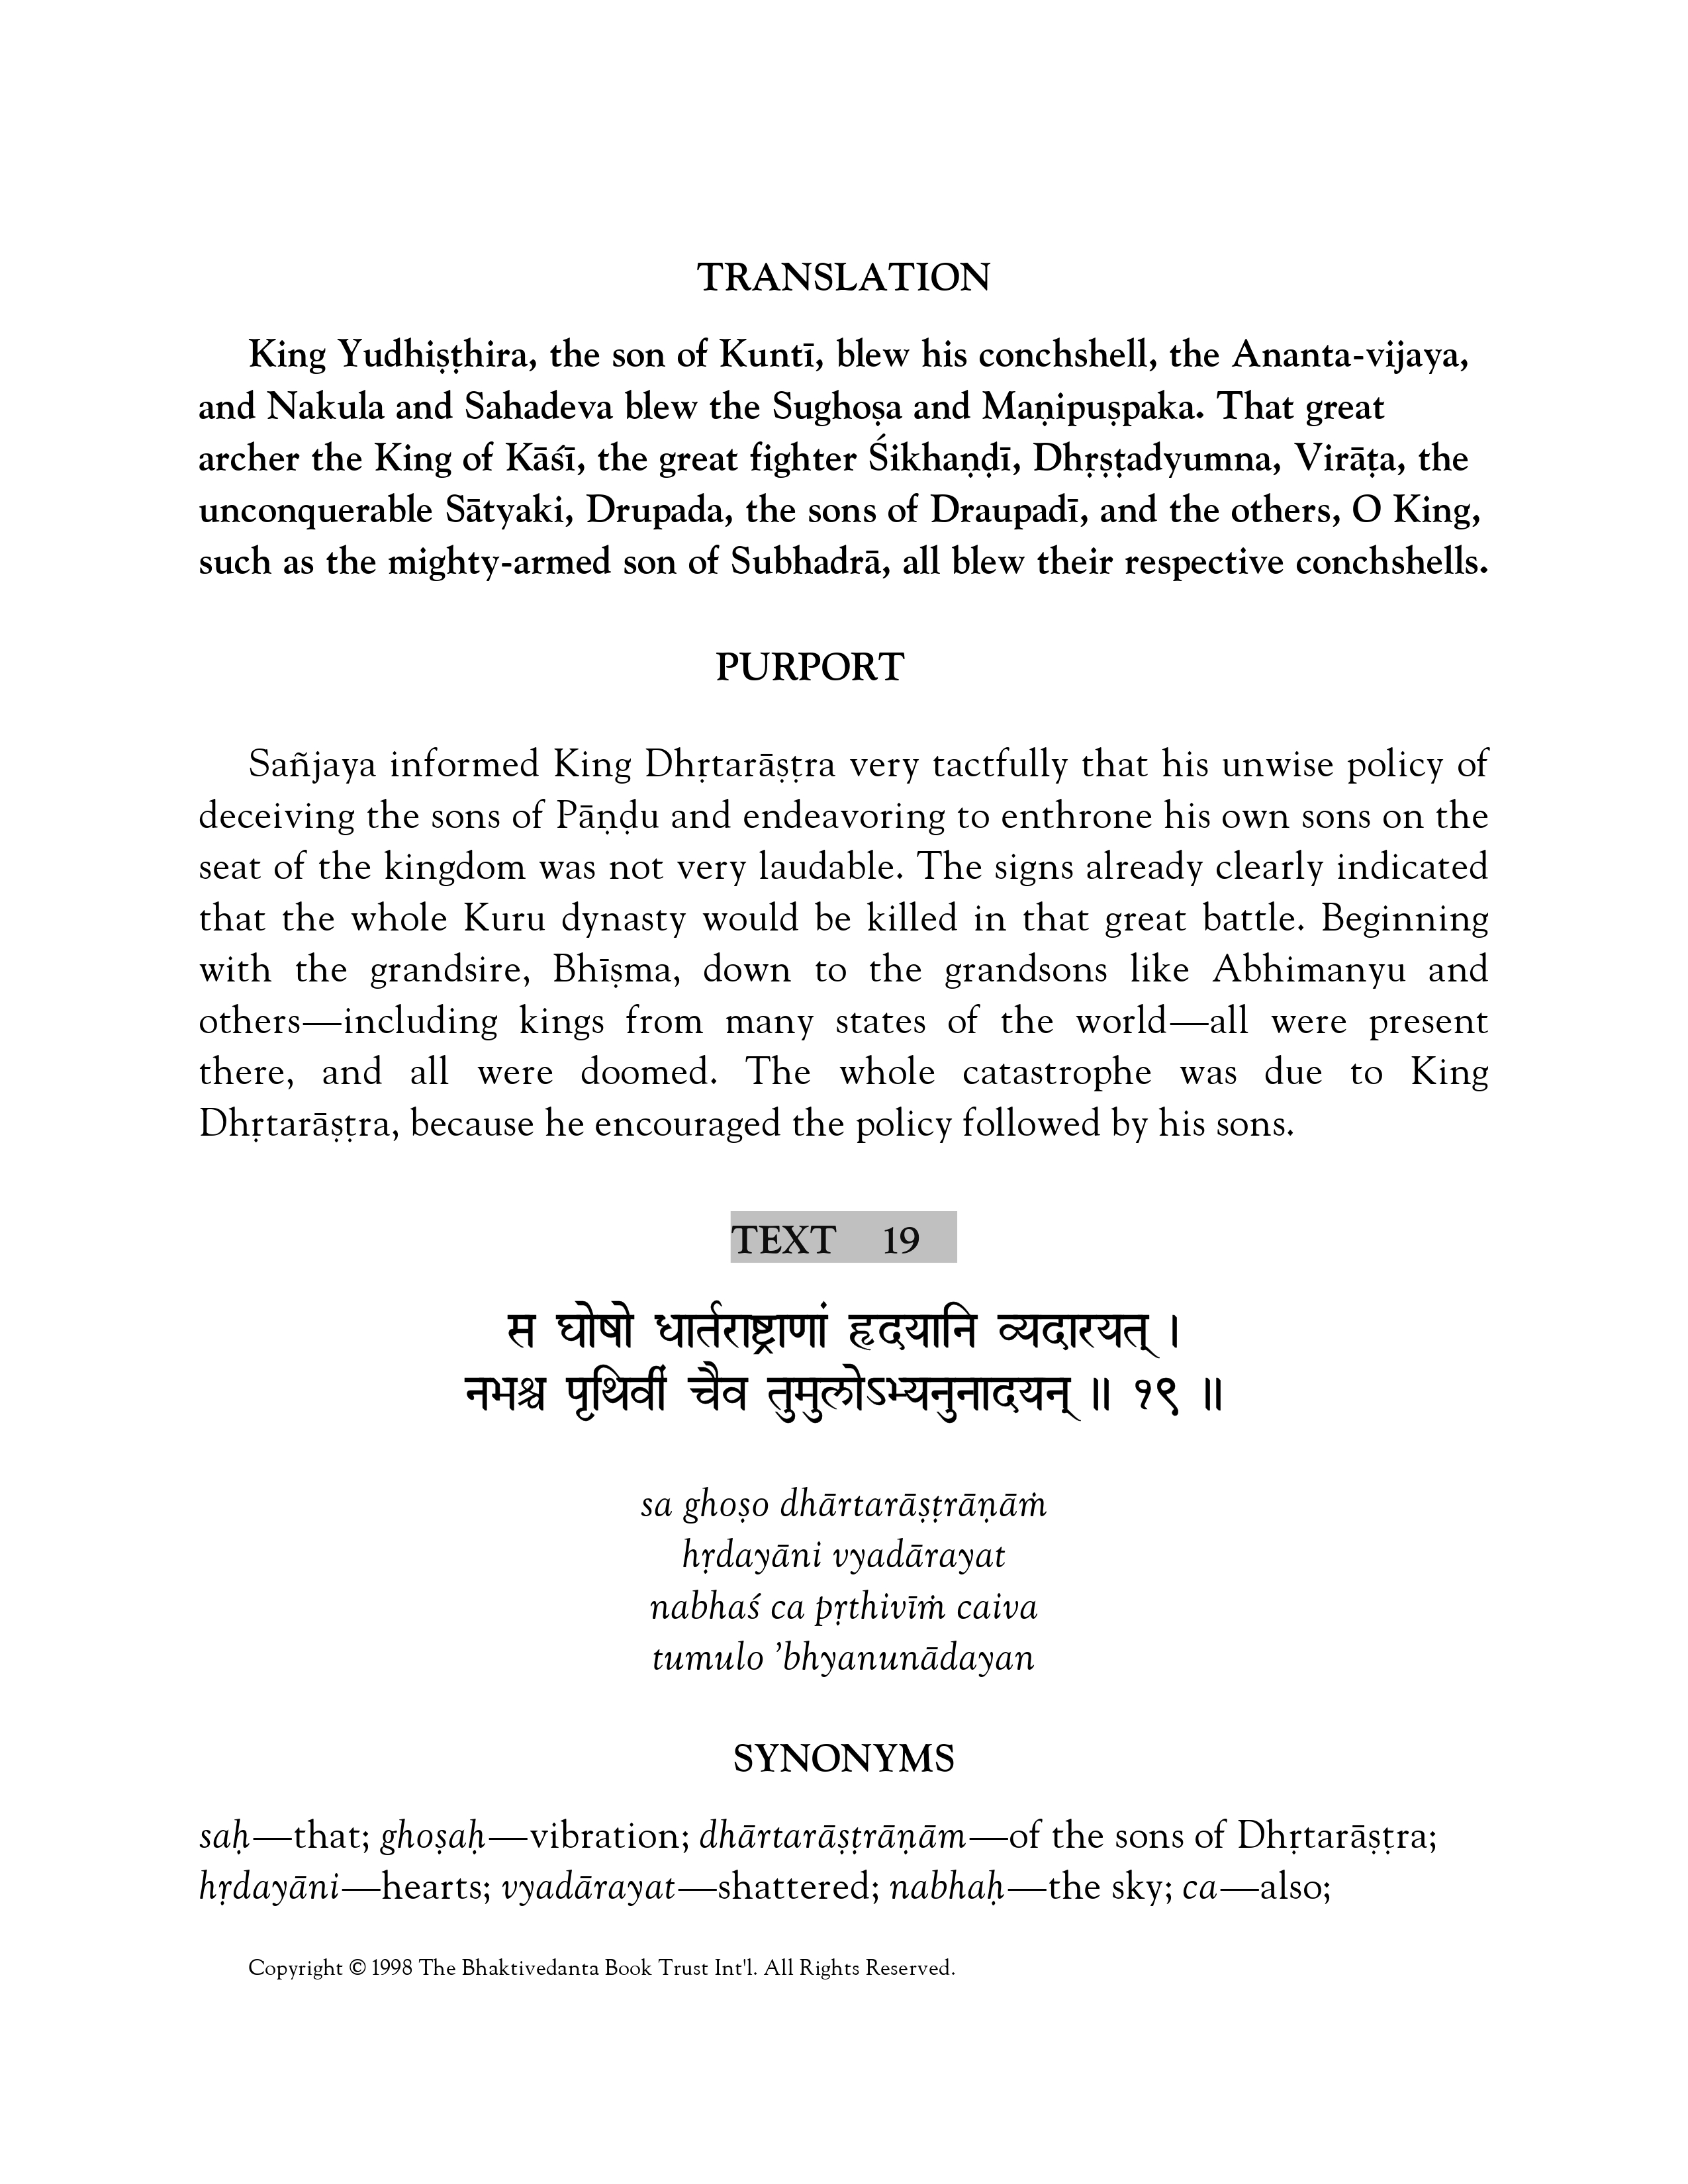 TRANSLATION
King Yudhiṣṭhira, the son of Kuntī, blew his conchshell, the Ananta-vijaya,
and Nakula and Sahadeva blew the Sughoṣa and Maṇipuṣpaka. That great
archer the King of Kāśī, the great fighter Śikhaṇḍī, Dhṛṣṭadyumna, Virāṭa, the
unconquerable Sātyaki, Drupada, the sons of Draupadī, and the others, O King,
such as the mighty-armed son of Subhadrā, all blew their respective conchshells.
PURPORT
Sañjaya informed King Dhṛtarāṣṭra very tactfully that his unwise policy of
deceiving the sons of Pāṇḍu and endeavoring to enthrone his own sons on the
seat of the kingdom was not very laudable. The signs already clearly indicated
that the whole Kuru dynasty would be killed in that great battle. Beginning
with the grandsire, Bhīṣma, down to the grandsons like Abhimanyu and
others—including kings from many states of the world—all were present
there, and all were doomed. The whole catastrophe was due to King
Dhṛtarāṣṭra, because he encouraged the policy followed by his sons.
TEXT 19
स घोषो धार्तराष्ट्राणां हृदयानि व्यदारयत् ।
नभश्च पृथिवीं चैव तुमुलोऽभ्यनुनादयन् ॥ १९ ॥
sa ghoṣo dhārtarāṣṭrāṇāṁ
hṛdayāni vyadārayat
nabhaś ca pṛthivīṁ caiva
tumulo ’bhyanunādayan
SYNONYMS
saḥ—that; ghoṣaḥ—vibration; dhārtarāṣṭrāṇām—of the sons of Dhṛtarāṣṭra;
hṛdayāni—hearts; vyadārayat—shattered; nabhaḥ—the sky; ca—also;
Copyright © 1998 The Bhaktivedanta Book Trust Int'l. All Rights Reserved.